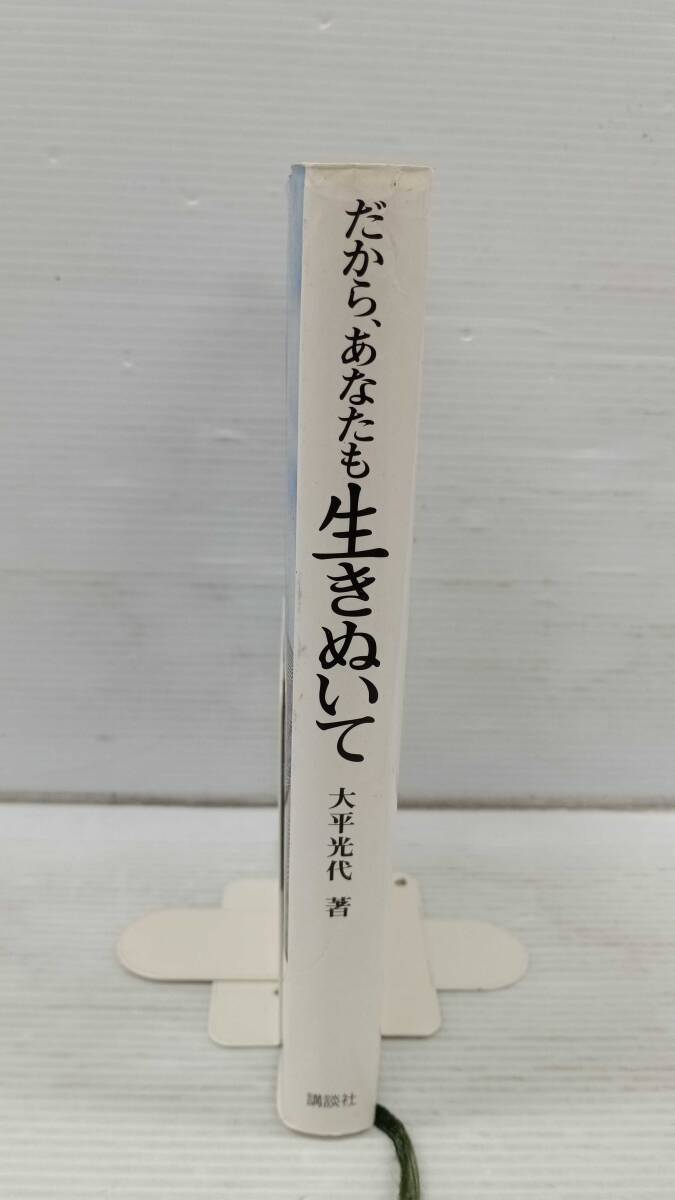 だから、あなたも生きぬいて
大平光代 著
講談社